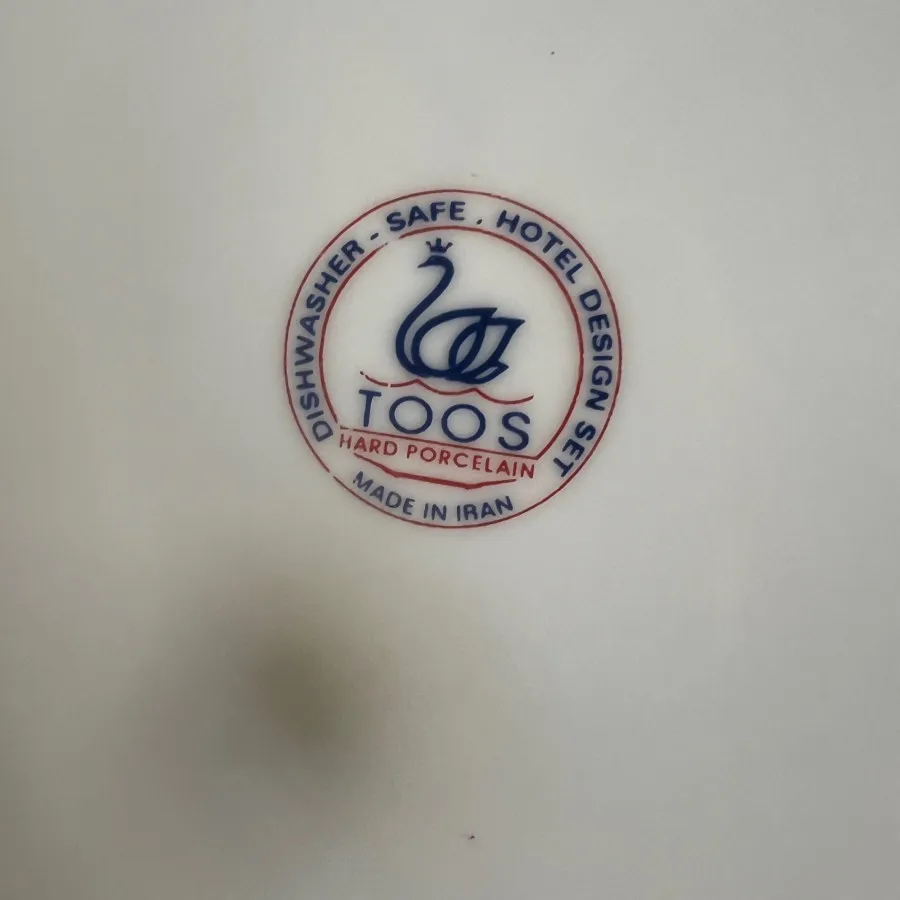 DISHWASHER - SAFE . HOTEL DESIGN SET
TOOS
HARD PORCELAIN
MADE IN IRAN